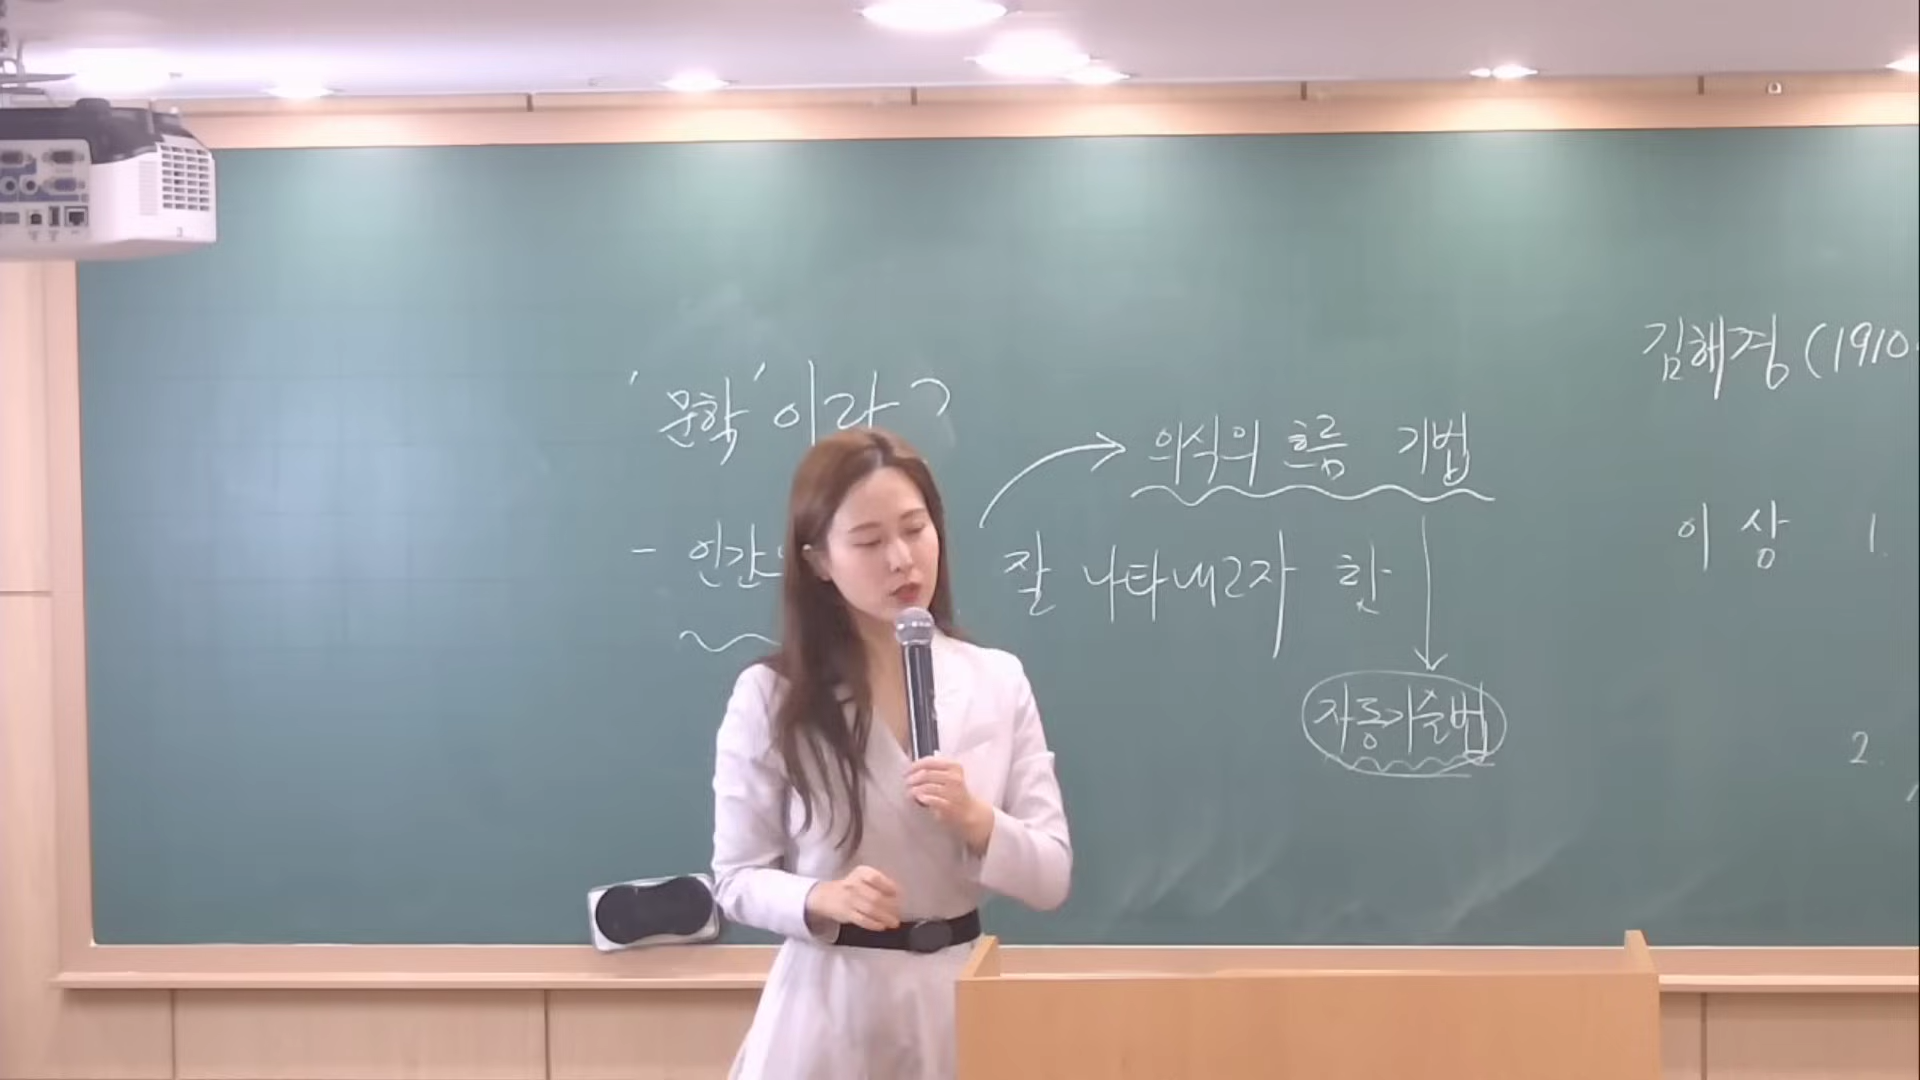 '문학'이란?
- 인간의
잘 나타내고자 한
의식의 흐름 기법
자동기술법
김해경 (1910.
이상 1.
2.